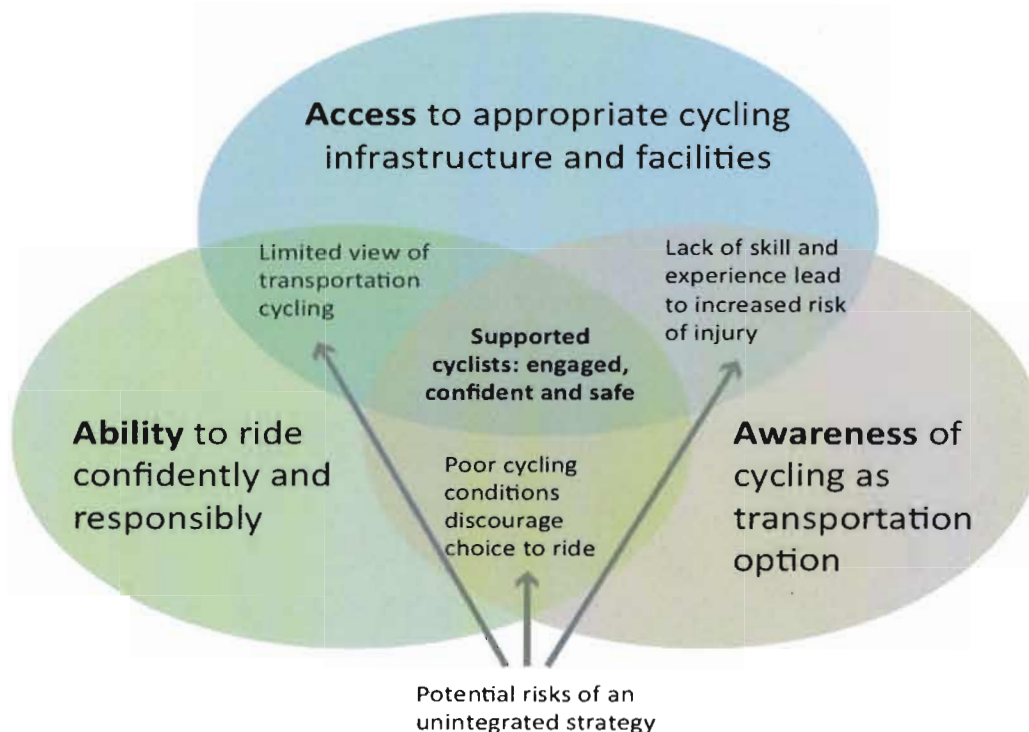 Access to appropriate cycling
infrastructure and facilities
Limited view of
transportation
cycling
Lack of skill and
experience lead
to increased risk
of injury
Supported
cyclists: engaged,
confident and safe
Ability to ride
confidently and
responsibly
Awareness of
cycling as
transportation
option
Poor cycling
conditions
discourage
choice to ride
Potential risks of an
unintegrated strategy